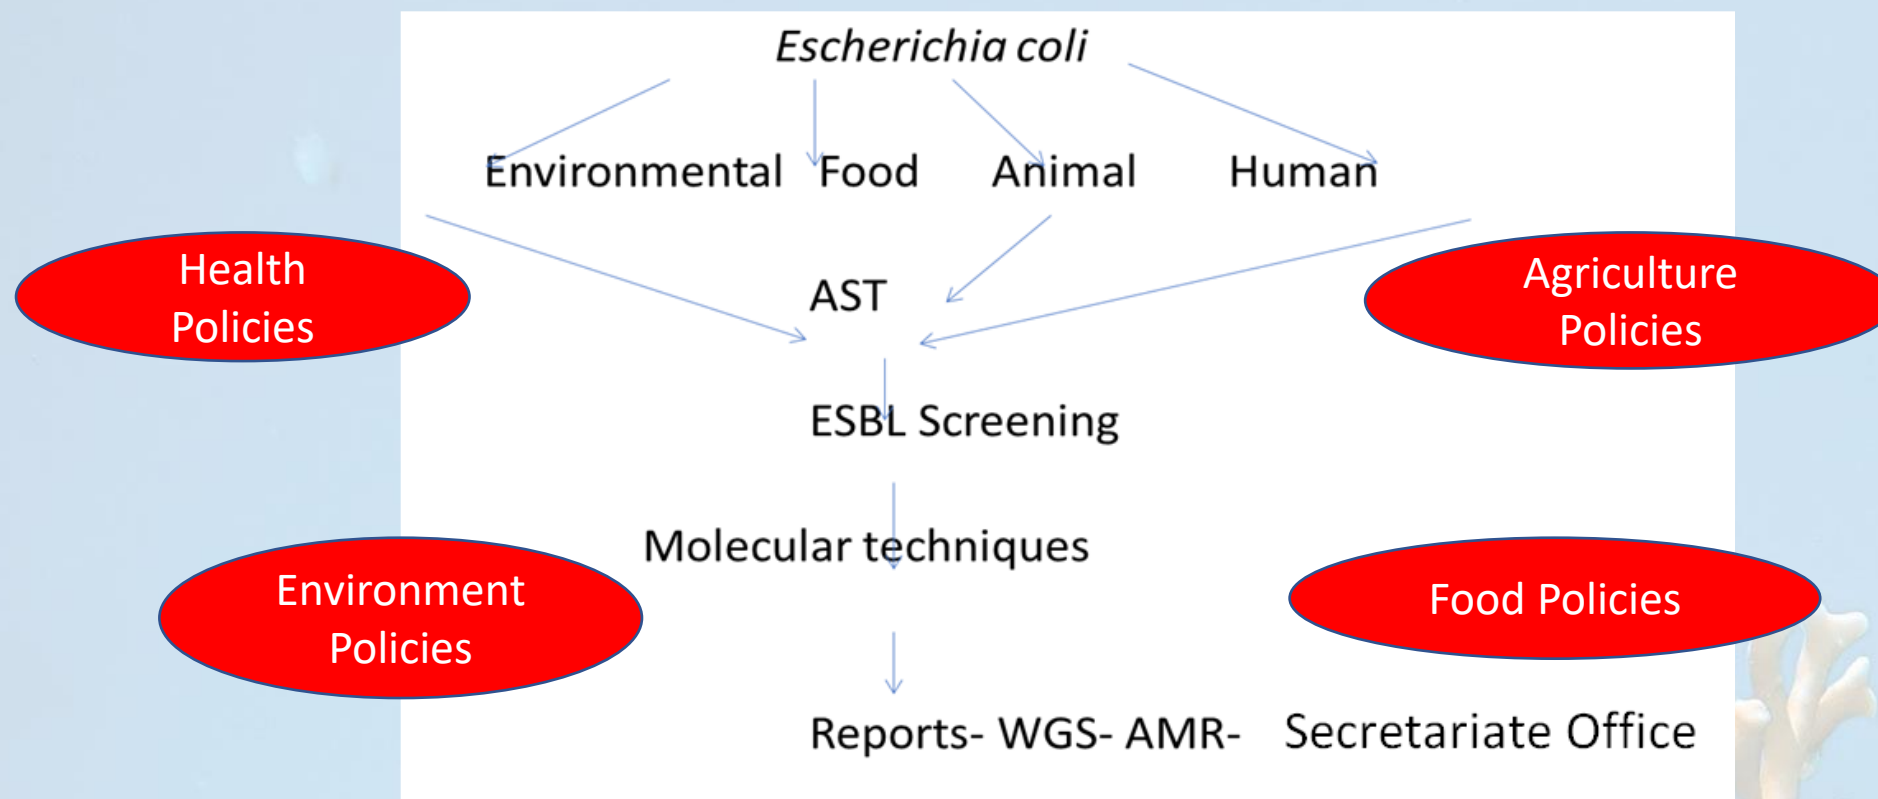 Escherichia coli
Environmental Food Animal Human
Health
Policies
AST
Agriculture
Policies
ESBL Screening
Molecular techniques
Environment
Policies
Food Policies
Reports- WGS- AMR- Secretariate Office